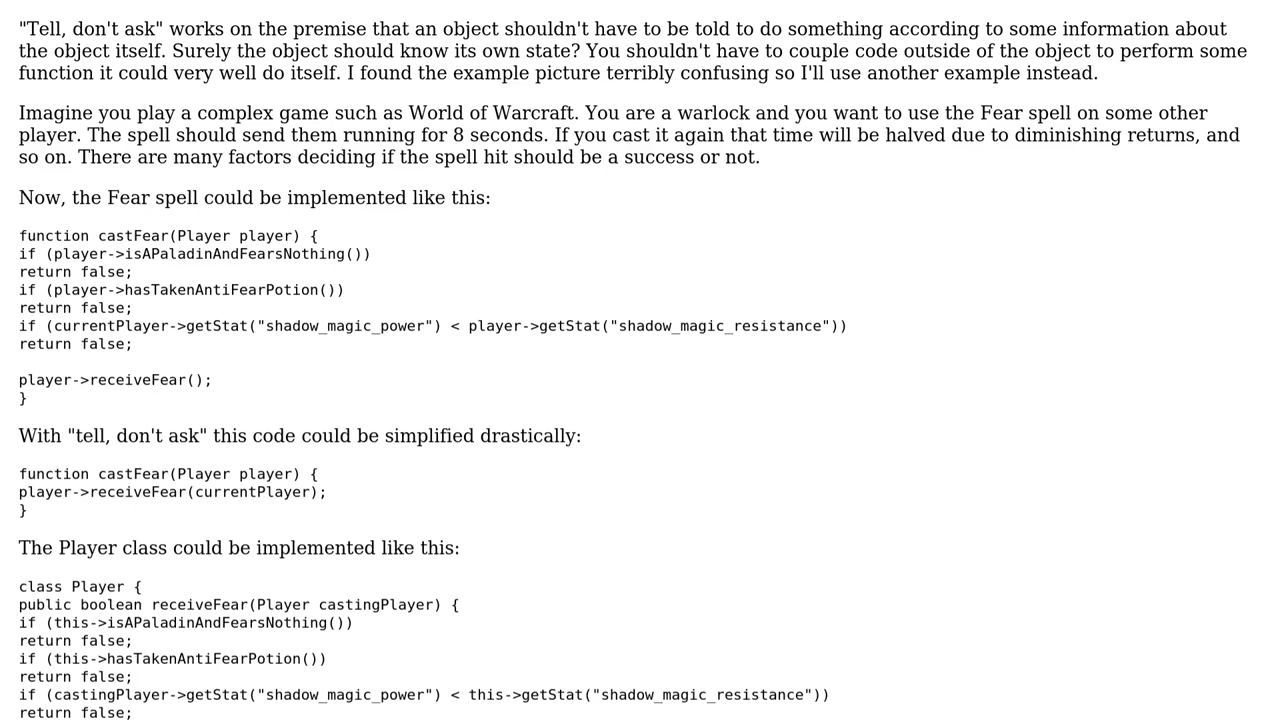 "Tell, don't ask" works on the premise that an object shouldn't have to be told to do something according to some information about
the object itself. Surely the object should know its own state? You shouldn't have to couple code outside of the object to perform some
function it could very well do itself. I found the example picture terribly confusing so I'll use another example instead.
Imagine you play a complex game such as World of Warcraft. You are a warlock and you want to use the Fear spell on some other
player. The spell should send them running for 8 seconds. If you cast it again that time will be halved due to diminishing returns, and
so on. There are many factors deciding if the spell hit should be a success or not.
Now, the Fear spell could be implemented like this:
function castFear(Player player) {
if (player->isAPaladinAndFearsNothing())
return false;
if (player->hasTakenAntiFearPotion())
return false;
if (currentPlayer->getStat("shadow_magic_power") < player->getStat("shadow_magic_resistance"))
return false;
player->receiveFear();
}
With "tell, don't ask" this code could be simplified drastically:
function castFear(Player player) {
player->receiveFear(currentPlayer);
}
The Player class could be implemented like this:
class Player {
public boolean receiveFear(Player castingPlayer) {
if (this->isAPaladinAndFearsNothing())
return false;
if (this->hasTakenAntiFearPotion())
return false;
if (castingPlayer->getStat("shadow_magic_power") < this->getStat("shadow_magic_resistance"))
return false;